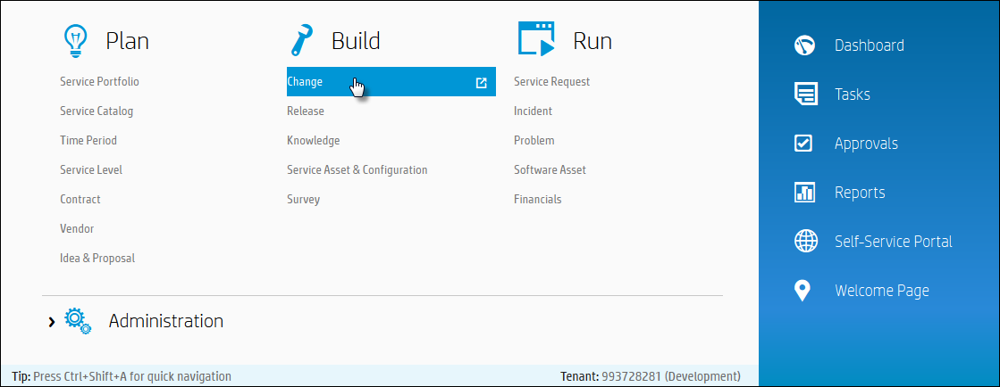 Plan
Service Portfolio
Service Catalog
Time Period
Service Level
Contract
Vendor
Idea & Proposal
Build
Change
Release
Knowledge
Service Asset & Configuration
Survey
Run
Service Request
Incident
Problem
Software Asset
Financials
Administration
Tip: Press Ctrl+Shift+A for quick navigation
Tenant: 993728281 (Development)
Dashboard
Tasks
Approvals
Reports
Self-Service Portal
Welcome Page